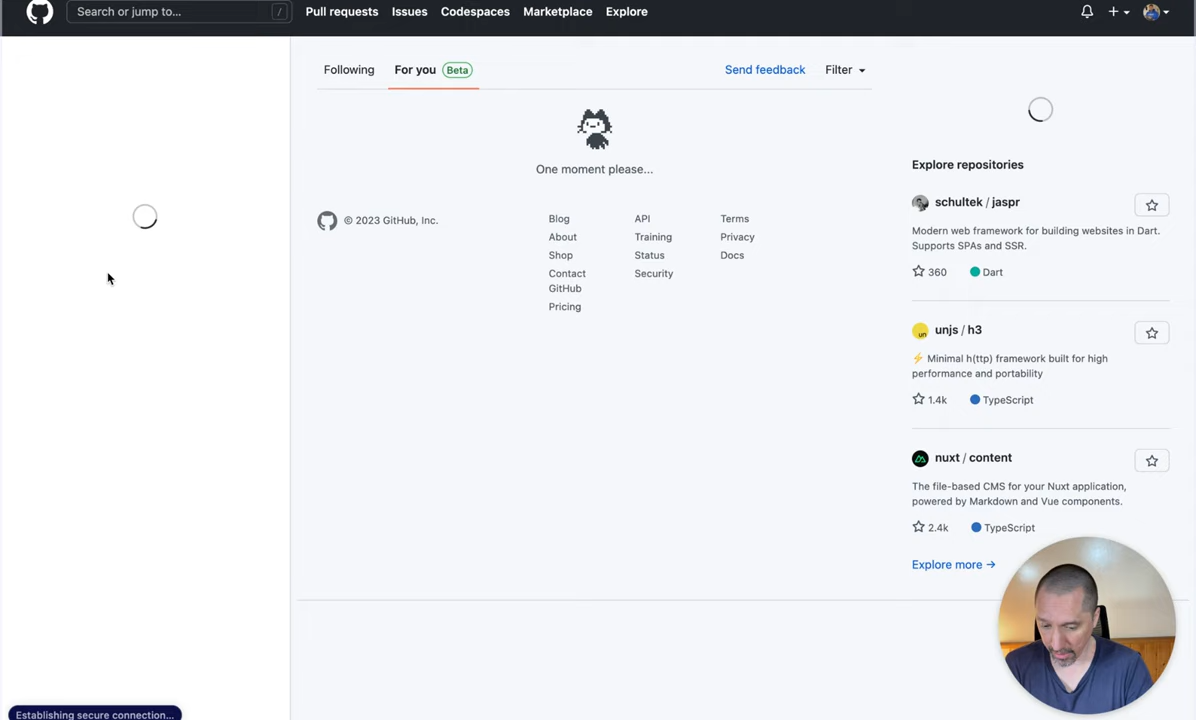 Search or jump to...
/
Pull requests
Issues
Codespaces
Marketplace
Explore
Following
For you
Beta
Send feedback
Filter
One moment please...
© 2023 GitHub, Inc.
Blog
About
Shop
Contact
GitHub
Pricing
API
Training
Status
Security
Terms
Privacy
Docs
Explore repositories
schultek / jaspr
Modern web framework for building websites in Dart.
Supports SPAs and SSR.
360
Dart
un
unjs / h3
⚡ Minimal h(ttp) framework built for high
performance and portability
1.4k
TypeScript
nuxt / content
The file-based CMS for your Nuxt application,
powered by Markdown and Vue components.
2.4k
TypeScript
Explore more →
Establishing secure connection...